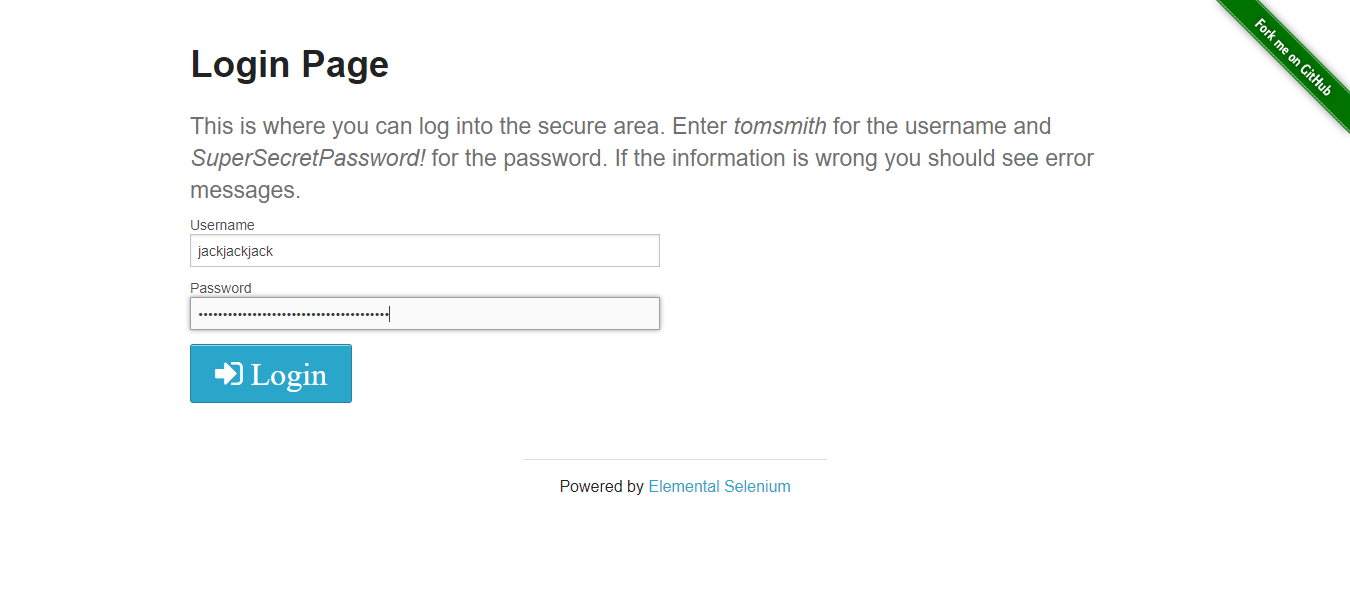 Fork me on GitHub
Login Page
This is where you can log into the secure area. Enter tomsmith for the username and
SuperSecretPassword! for the password. If the information is wrong you should see error
messages.
Username
jackjackjack
Password
•••••••••••••••••••••••••••••••••••••••
Login
Powered by Elemental Selenium